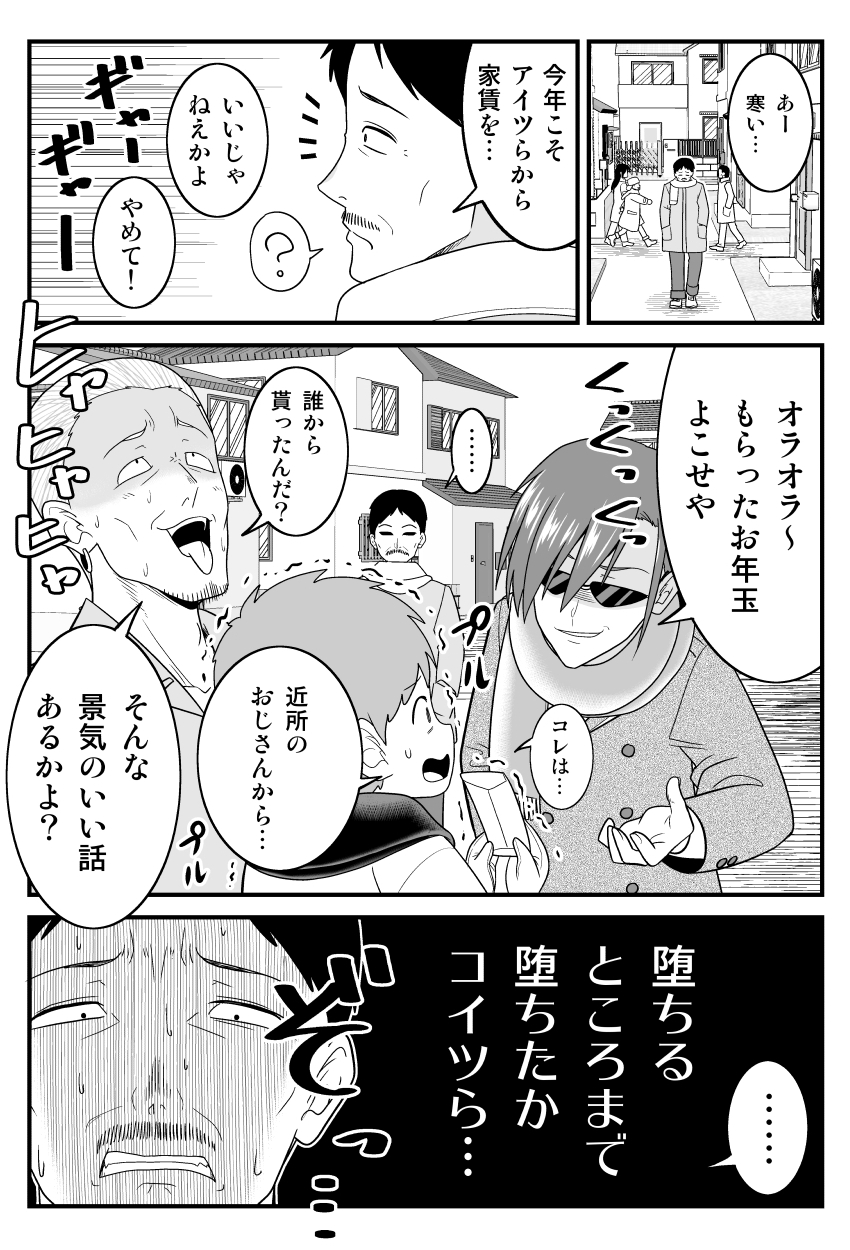 あー
寒い…
今年こそ
アイツらから
家賃を…
いいじゃ
ねえかよ
？。
やめて！
ギャー
ギャー
オラオラ〜
もらったお年玉
よこせや
くっくっくっ
……
誰から
貰ったんだ？
ヒャ
ヒャ
ヒャ
コレは…
プル
近所の
おじさんから…
プル
そんな
景気のいい話
あるかよ？
……
堕ちる
ところまで
堕ちたか
コイツら…
ぞぞっ…